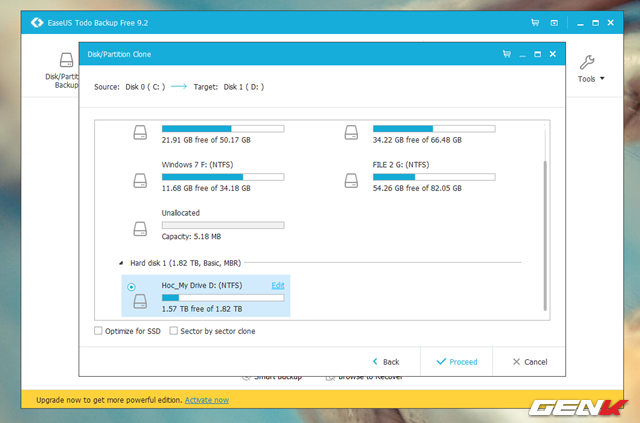 EaseUS Todo Backup Free 9.2
Disk/Partition Clone
Source: Disk 0 ( C: ) Target: Disk 1 ( D: )
Backup
Tools
21.91 GB free of 50.17 GB
34.22 GB free of 66.48 GB
Windows 7 F: (NTFS)
FILE 2 G: (NTFS)
11.68 GB free of 34.18 GB
54.26 GB free of 82.05 GB
Unallocated
Capacity: 5.18 MB
Hard disk 1 (1.82 TB, Basic, MBR)
Hoc_My Drive D: (NTFS) Edit
1.57 TB free of 1.82 TB
Optimize for SSD Sector by sector clone
Back Proceed Cancel
Smart Backup Browse to Recover
Upgrade now to get more powerful edition. Activate now
GENK